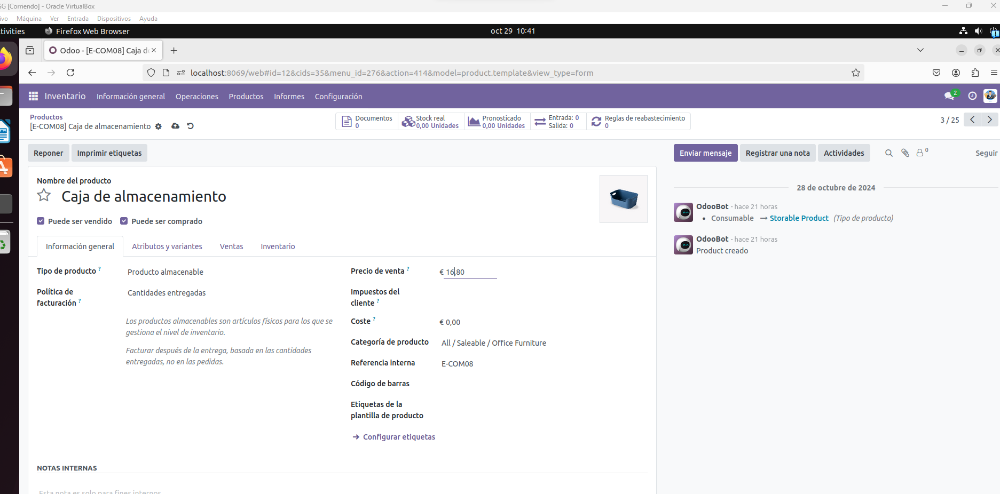 SG [Corriendo] - Oracle VirtualBox
ivo Máquina Ver Entrada Dispositivos Ayuda
tivities Firefox Web Browser oct 29 10:41
Odoo - [E-COM08] Caja d
localhost:8069/web#id=12&cids=35&menu_id=276&action=414&model=product.template&view_type=form
Inventario Información general Operaciones Productos Informes Configuración 2
Productos
[E-COM08] Caja de almacenamiento
Documentos
0
Stock real
0,00 Unidades
Pronosticado
0,00 Unidades
Entrada: 0
Salida: 0
Reglas de reabastecimiento
0
3 / 25
Reponer Imprimir etiquetas
Enviar mensaje Registrar una nota Actividades 0 Seguir
Nombre del producto
Caja de almacenamiento
Puede ser vendido Puede ser comprado
Información general Atributos y variantes Ventas Inventario
Tipo de producto ? Producto almacenable
Política de
facturación ?
Cantidades entregadas
Los productos almacenables son artículos físicos para los que se
gestiona el nivel de inventario.
Facturar después de la entrega, basada en las cantidades
entregadas, no en las pedidas.
Precio de venta ? € 16,80
Impuestos del
cliente ?
Coste ? € 0,00
Categoría de producto All / Saleable / Office Furniture
Referencia interna E-COM08
Código de barras
Etiquetas de la
plantilla de producto
→ Configurar etiquetas
NOTAS INTERNAS
Esta nota es solo para fines internos
28 de octubre de 2024
OdooBot - hace 21 horas
• Consumable → Storable Product (Tipo de producto)
OdooBot - hace 21 horas
Product creado